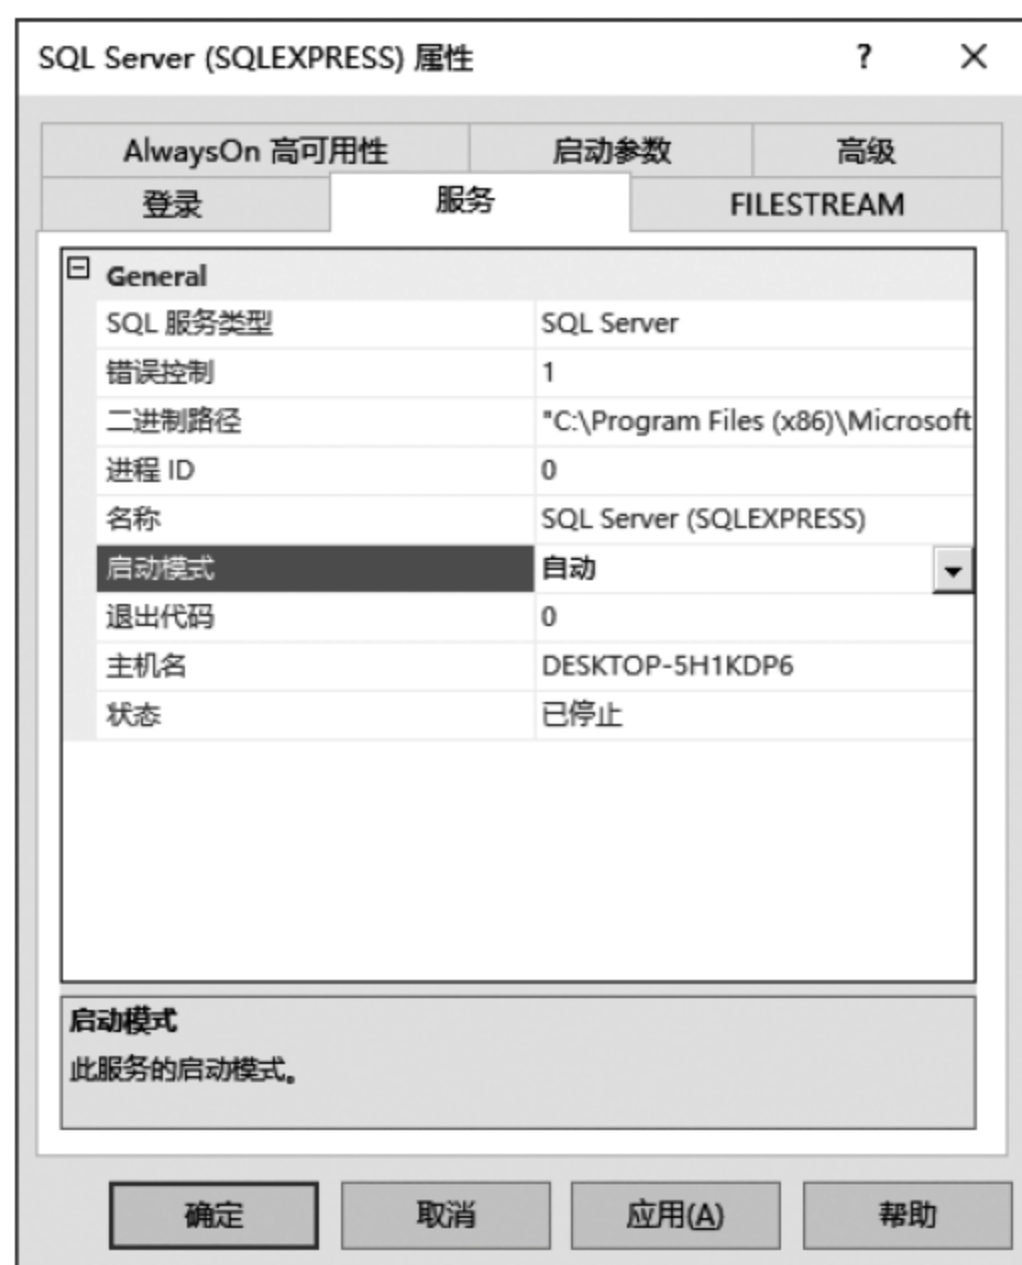 SQL Server (SQLEXPRESS) 属性 ? ×
AlwaysOn 高可用性 启动参数 高级
登录 服务 FILESTREAM
General
SQL 服务类型 SQL Server
错误控制 1
二进制路径 "C:\Program Files (x86)\Microsoft
进程 ID 0
名称 SQL Server (SQLEXPRESS)
启动模式 自动
退出代码 0
主机名 DESKTOP-5H1KDP6
状态 已停止
启动模式
此服务的启动模式。
确定 取消 应用(A) 帮助